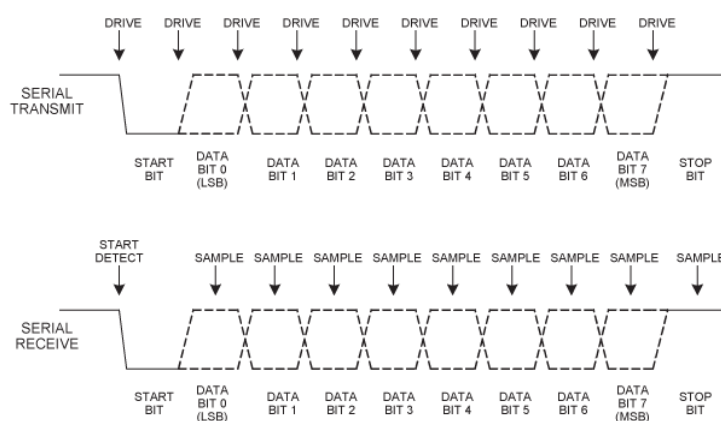 DRIVE DRIVE DRIVE DRIVE DRIVE DRIVE DRIVE DRIVE DRIVE DRIVE
SERIAL
TRANSMIT
START
BIT
DATA
BIT 0
(LSB)
DATA
BIT 1
DATA
BIT 2
DATA
BIT 3
DATA
BIT 4
DATA
BIT 5
DATA
BIT 6
DATA
BIT 7
(MSB)
STOP
BIT
START
DETECT
SAMPLE SAMPLE SAMPLE SAMPLE SAMPLE SAMPLE SAMPLE SAMPLE SAMPLE
SERIAL
RECEIVE
START
BIT
DATA
BIT 0
(LSB)
DATA
BIT 1
DATA
BIT 2
DATA
BIT 3
DATA
BIT 4
DATA
BIT 5
DATA
BIT 6
DATA
BIT 7
(MSB)
STOP
BIT